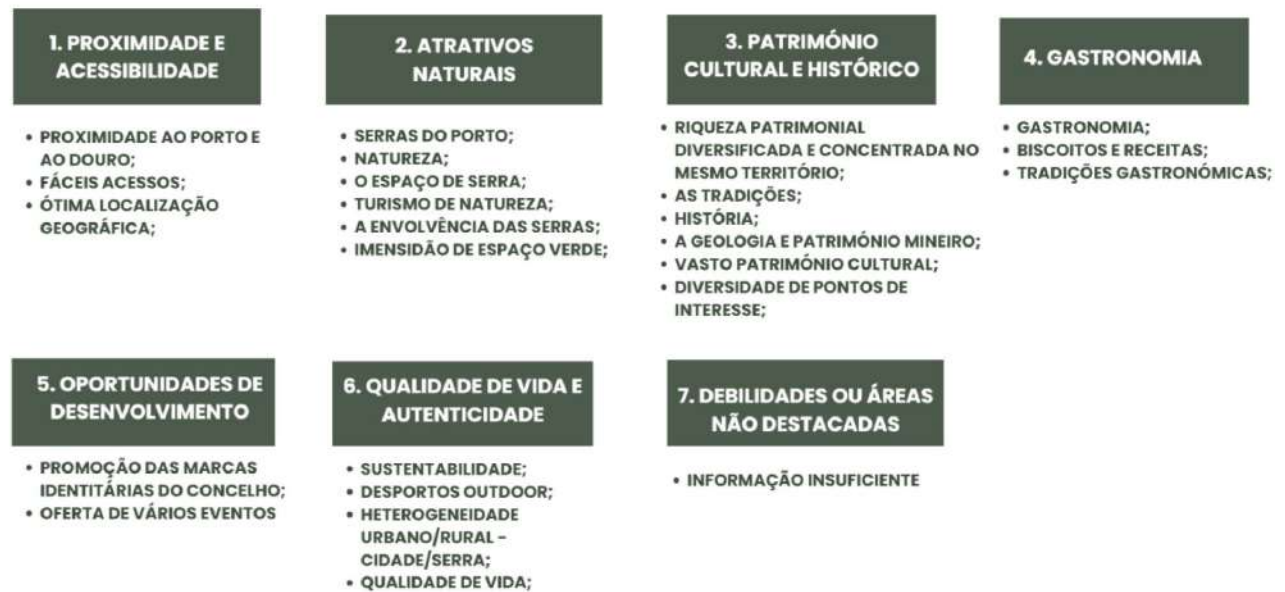 1. PROXIMIDADE E
ACESSIBILIDADE
• PROXIMIDADE AO PORTO E
AO DOURO;
• FÁCEIS ACESSOS;
• ÓTIMA LOCALIZAÇÃO
GEOGRÁFICA;
2. ATRATIVOS
NATURAIS
• SERRAS DO PORTO;
• NATUREZA;
• O ESPAÇO DE SERRA;
• TURISMO DE NATUREZA;
• A ENVOLVÊNCIA DAS SERRAS;
• IMENSIDÃO DE ESPAÇO VERDE;
3. PATRIMÓNIO
CULTURAL E HISTÓRICO
• RIQUEZA PATRIMONIAL
DIVERSIFICADA E CONCENTRADA NO
MESMO TERRITÓRIO;
• AS TRADIÇÕES;
• HISTÓRIA;
• A GEOLOGIA E PATRIMÓNIO MINEIRO;
• VASTO PATRIMÓNIO CULTURAL;
• DIVERSIDADE DE PONTOS DE
INTERESSE;
4. GASTRONOMIA
• GASTRONOMIA;
• BISCOITOS E RECEITAS;
• TRADIÇÕES GASTRONÓMICAS;
5. OPORTUNIDADES DE
DESENVOLVIMENTO
• PROMOÇÃO DAS MARCAS
IDENTITÁRIAS DO CONCELHO;
• OFERTA DE VÁRIOS EVENTOS
6. QUALIDADE DE VIDA E
AUTENTICIDADE
• SUSTENTABILIDADE;
• DESPORTOS OUTDOOR;
• HETEROGENEIDADE
URBANO/RURAL -
CIDADE/SERRA;
• QUALIDADE DE VIDA;
7. DEBILIDADES OU ÁREAS
NÃO DESTACADAS
• INFORMAÇÃO INSUFICIENTE